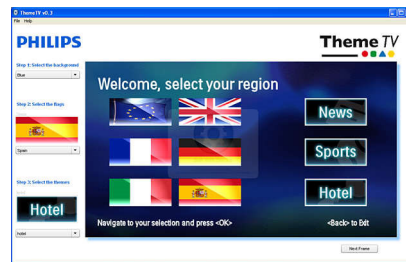 ThemeTV v0.3
File Help
PHILIPS
Theme TV
Step 1: Select the background
Blue
Step 2: Select the flags
Spain
Step 3: Select the themes
Hotel
hotel
Welcome, select your region
News
Sports
Hotel
Navigate to your selection and press <OK>
<Back> to Exit
Next Frame